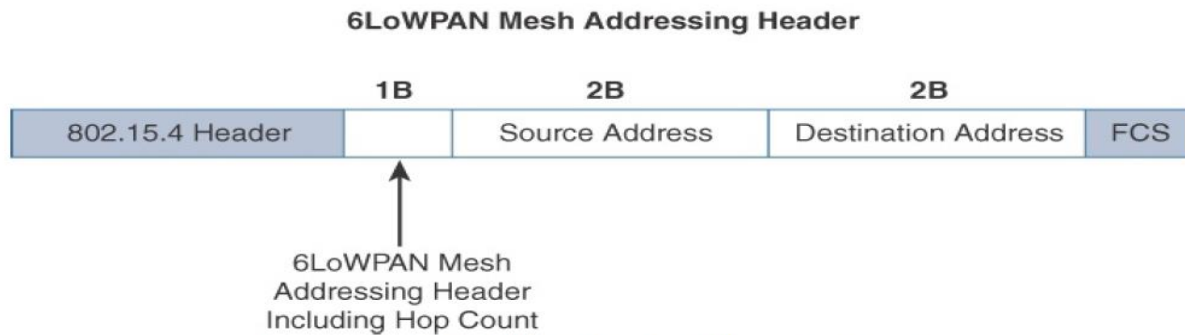 6LoWPAN Mesh Addressing Header
1B 2B 2B
802.15.4 Header Source Address Destination Address FCS
6LoWPAN Mesh
Addressing Header
Including Hop Count